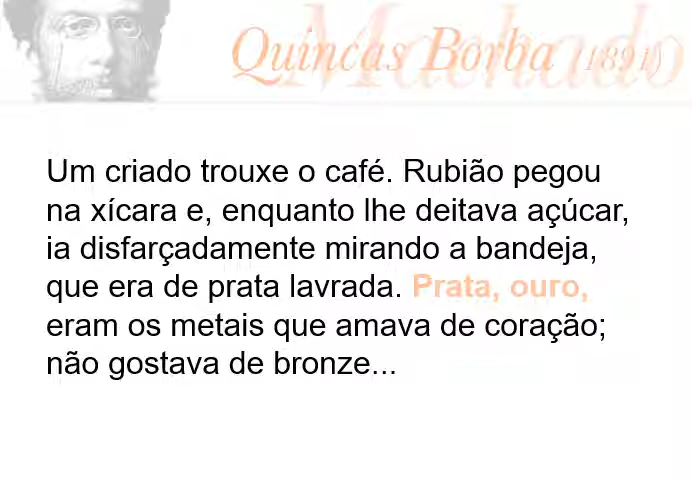 Machado
Quincas Borba (1891)
Um criado trouxe o café. Rubião pegou
na xícara e, enquanto lhe deitava açúcar,
ia disfarçadamente mirando a bandeja,
que era de prata lavrada. Prata, ouro,
eram os metais que amava de coração;
não gostava de bronze...